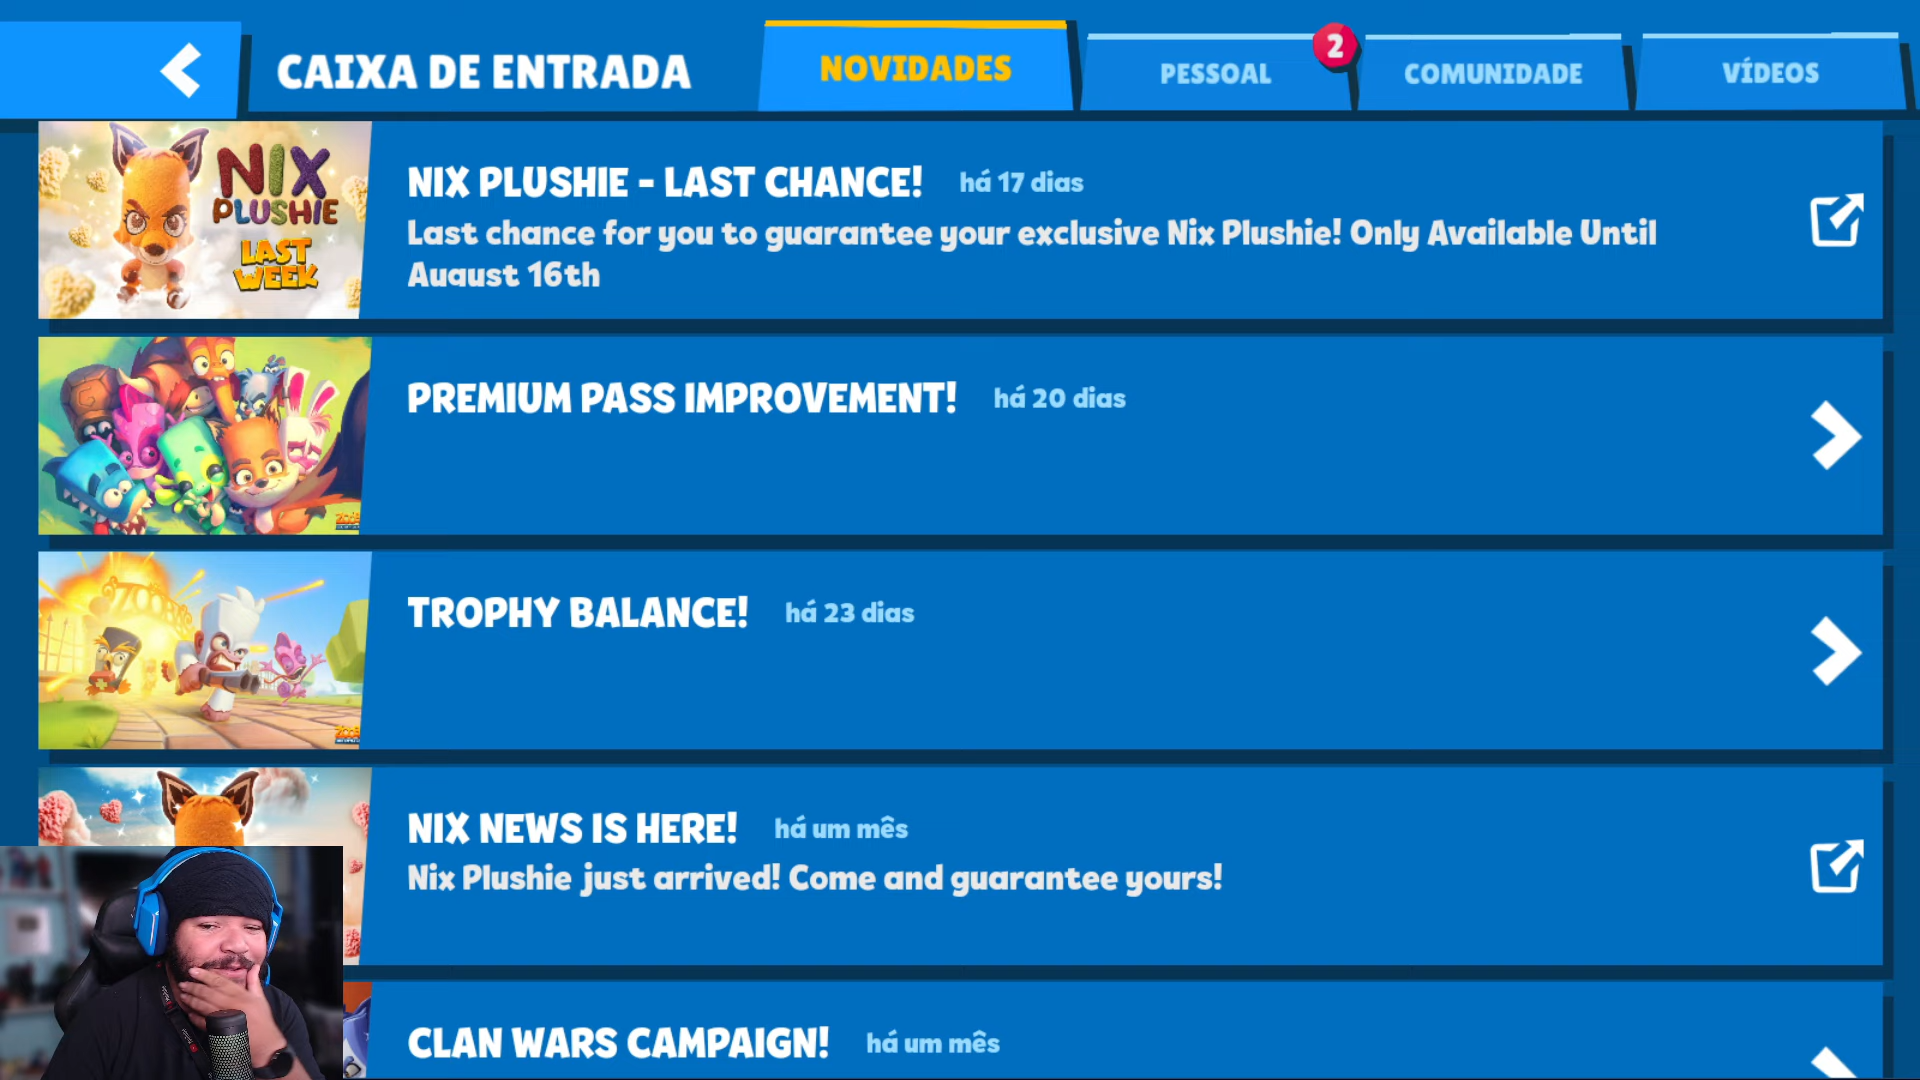 CAIXA DE ENTRADA
NOVIDADES
PESSOAL
2
COMUNIDADE
VÍDEOS
NIX
PLUSHIE
LAST
WEEK
NIX PLUSHIE - LAST CHANCE! há 17 dias
Last chance for you to guarantee your exclusive Nix Plushie! Only Available Until
August 16th
PREMIUM PASS IMPROVEMENT! há 20 dias
TROPHY BALANCE! há 23 dias
NIX NEWS IS HERE! há um mês
Nix Plushie just arrived! Come and guarantee yours!
CLAN WARS CAMPAIGN! há um mês